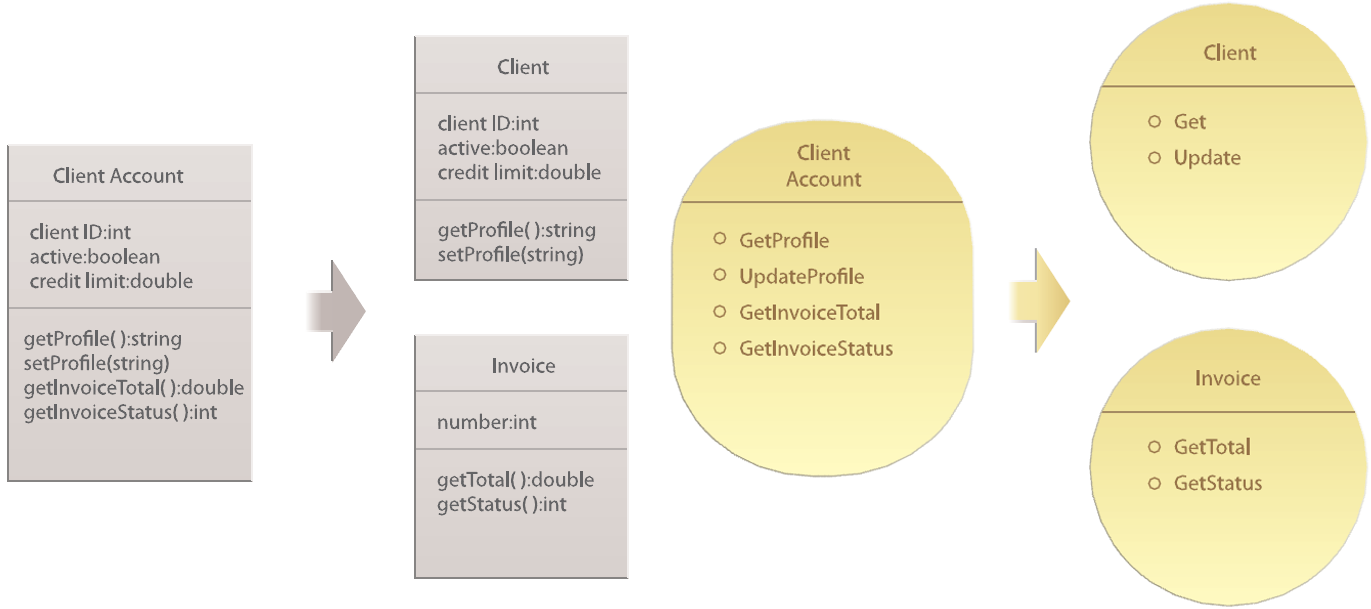 Client Account
client ID:int
active:boolean
credit limit:double
getProfile( ):string
setProfile(string)
getInvoiceTotal( ):double
getInvoiceStatus( ):int
Client
client ID:int
active:boolean
credit limit:double
getProfile( ):string
setProfile(string)
Invoice
number:int
getTotal( ):double
getStatus( ):int
Client
Account
GetProfile
UpdateProfile
GetInvoiceTotal
GetInvoiceStatus
Client
Get
Update
Invoice
GetTotal
GetStatus